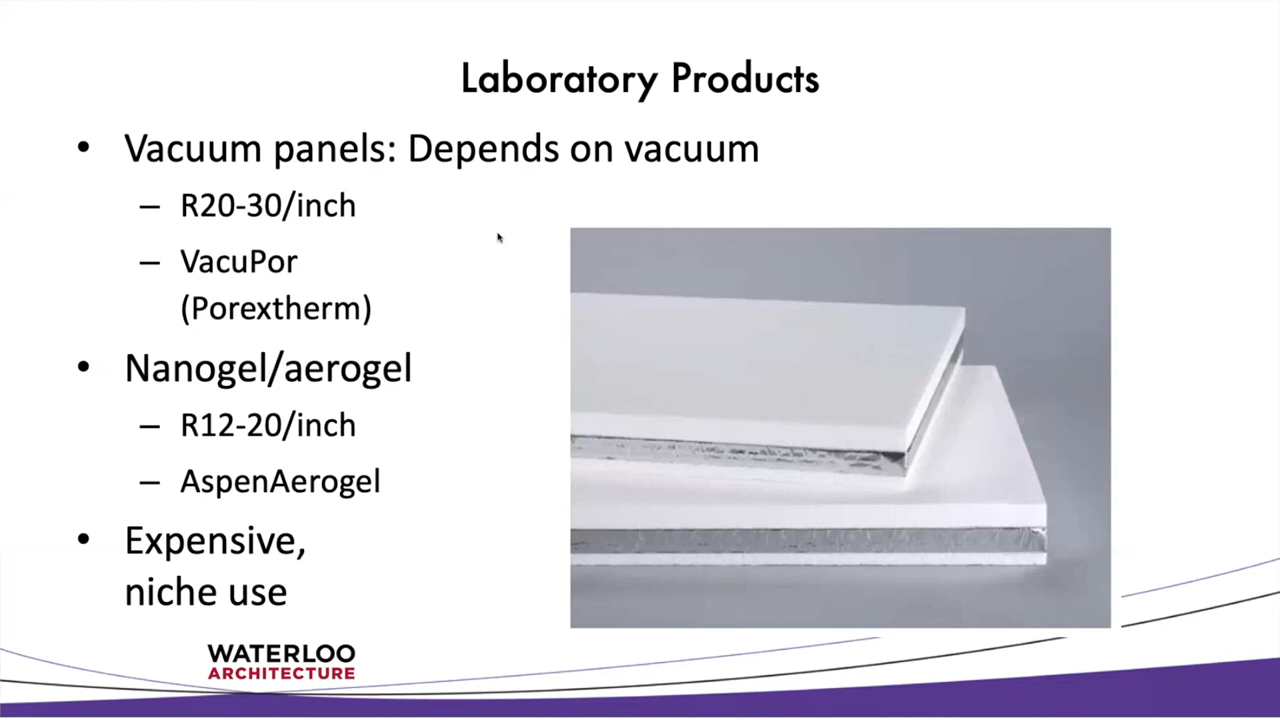 Laboratory Products
• Vacuum panels: Depends on vacuum
– R20-30/inch
– VacuPor
(Porextherm)
• Nanogel/aerogel
– R12-20/inch
– AspenAerogel
• Expensive,
niche use
WATERLOO
ARCHITECTURE